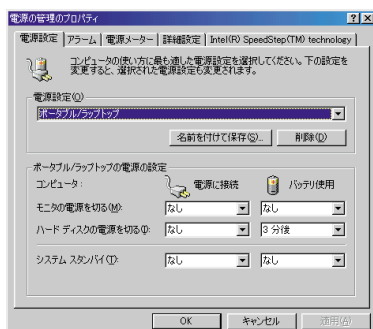 電源の管理のプロパティ
電源設定 アラーム 電源メーター 詳細設定 Intel(R) SpeedStep(TM) technology
コンピュータの使い方に最も適した電源設定を選択してください。下の設定を
変更すると、選択された電源設定も変更されます。
電源設定(O)
ポータブル/ラップトップ
名前を付けて保存(S)... 削除(D)
ポータブル/ラップトップの電源の設定
コンピュータ: 電源に接続 バッテリ使用
モニタの電源を切る(M): なし なし
ハード ディスクの電源を切る(I): なし 3 分後
システム スタンバイ(T): なし なし
OK キャンセル 適用(A)